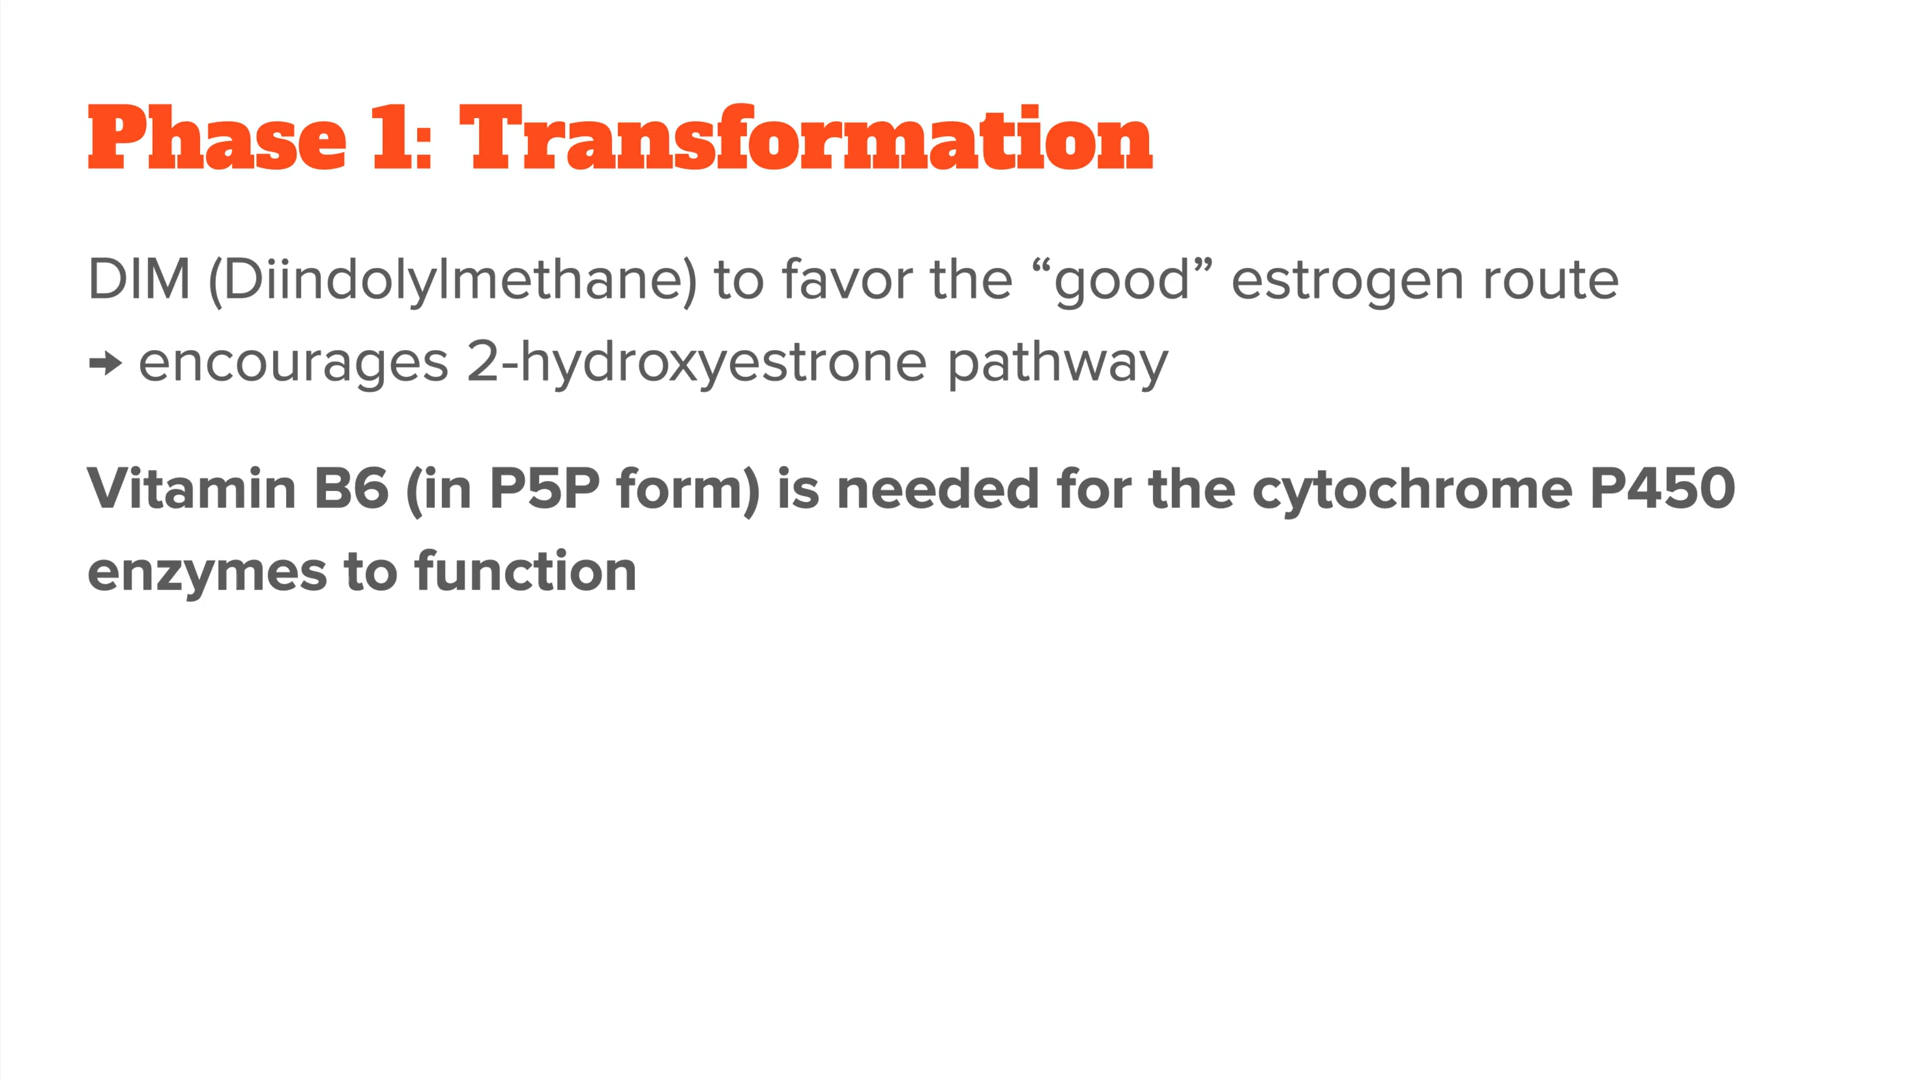 Phase 1: Transformation
DIM (Diindolylmethane) to favor the “good” estrogen route
→ encourages 2-hydroxyestrone pathway
Vitamin B6 (in P5P form) is needed for the cytochrome P450
enzymes to function